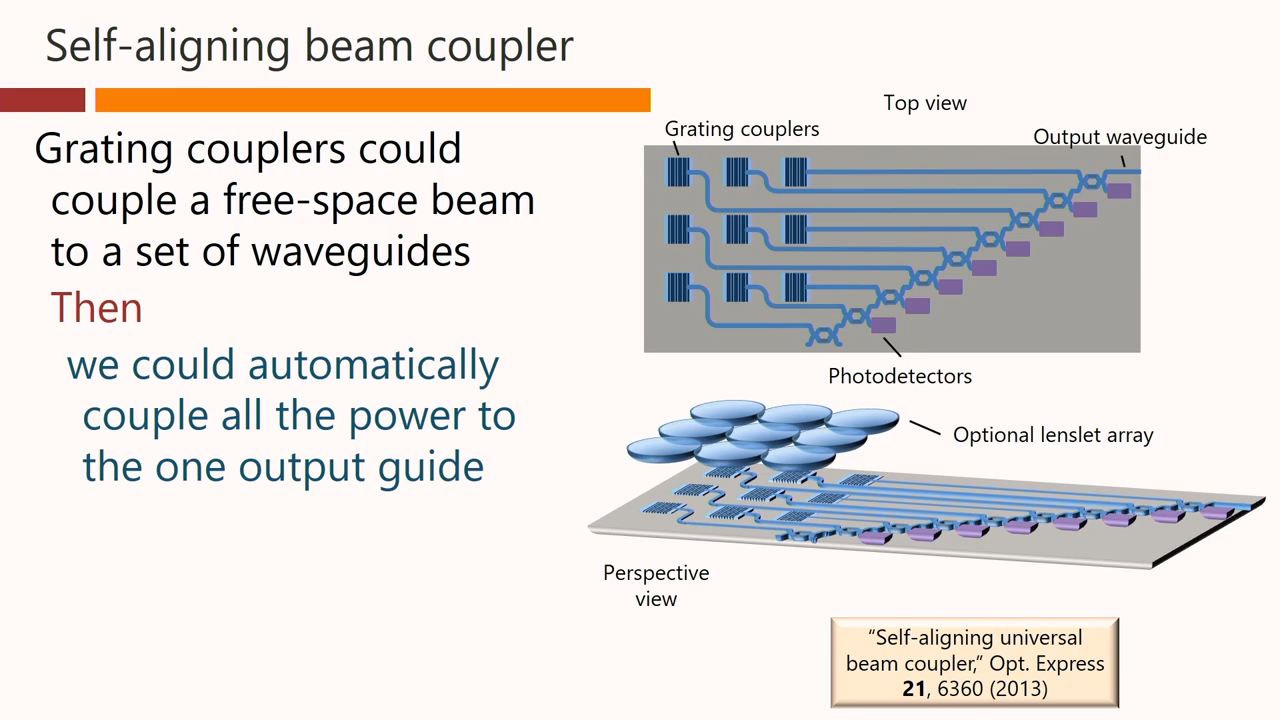 Self-aligning beam coupler
Grating couplers could
couple a free-space beam
to a set of waveguides
Then
we could automatically
couple all the power to
the one output guide
Top view
Grating couplers
Output waveguide
Photodetectors
Optional lenslet array
Perspective
view
“Self-aligning universal
beam coupler,” Opt. Express
21, 6360 (2013)